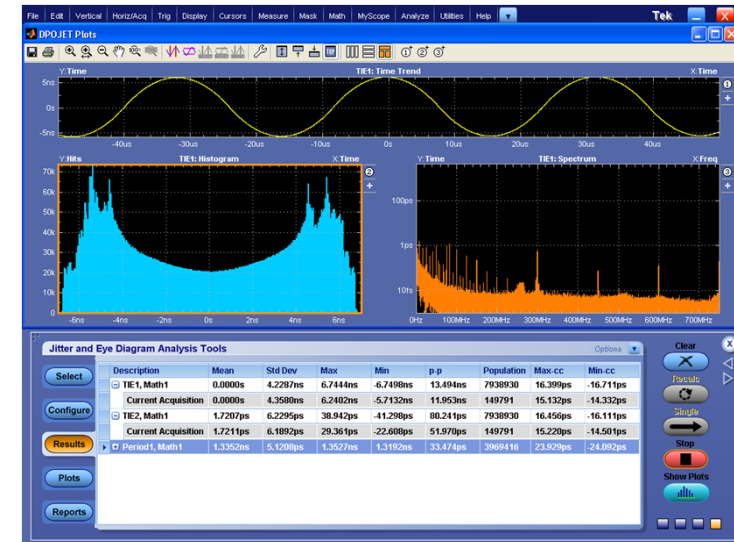 File Edit Vertical Horiz/Acq Trig Display Cursors Measure Mask Math MyScope Analyze Utilities Help Tek
DPOJET Plots
Y:Time TIE1: Time Trend X:Time
5ns
0s
-5ns
-40us -30us -20us -10us 0s 10us 20us 30us 40us
Y:Hits TIE1: Histogram X:Time
70k
60k
50k
40k
30k
20k
10k
0
-6ns -4ns -2ns 0s 2ns 4ns 6ns
Y:Time TIE1: Spectrum X:Freq
100ps
1ps
10fs
0Hz 100MHz 200MHz 300MHz 400MHz 500MHz 600MHz 700MHz
1
2
3
Jitter and Eye Diagram Analysis Tools Options Clear
Select
Configure
Results
Plots
Reports
Description Mean Std Dev Max Min p-p Population Max-cc Min-cc
TIE1, Math1 0.0000s 4.2287ns 6.7444ns -6.7498ns 13.494ns 7938930 16.399ps -16.711ps
Current Acquisition 0.0000s 4.3580ns 6.2402ns -5.7132ns 11.953ns 149791 15.132ps -14.332ps
TIE2, Math1 1.7207ps 6.2295ps 38.942ps -41.298ps 80.241ps 7938930 16.456ps -16.111ps
Current Acquisition 1.7211ps 6.1892ps 29.361ps -22.608ps 51.970ps 149791 15.220ps -14.501ps
Period1, Math1 1.3352ns 5.1208ps 1.3527ns 1.3192ns 33.474ps 3969416 23.929ps -24.092ps
Recalc
Single
Stop
Show Plots